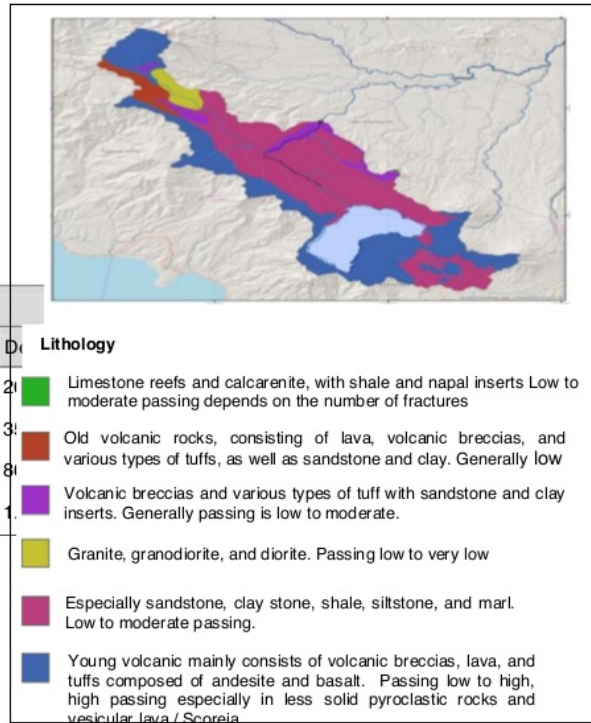 Lithology
Limestone reefs and calcarenite, with shale and napal inserts Low to
moderate passing depends on the number of fractures
Old volcanic rocks, consisting of lava, volcanic breccias, and
various types of tuffs, as well as sandstone and clay. Generally low
Volcanic breccias and various types of tuff with sandstone and clay
inserts. Generally passing is low to moderate.
Granite, granodiorite, and diorite. Passing low to very low
Especially sandstone, clay stone, shale, siltstone, and marl.
Low to moderate passing.
Young volcanic mainly consists of volcanic breccias, lava, and
tuffs composed of andesite and basalt. Passing low to high,
high passing especially in less solid pyroclastic rocks and
vesicular lava / Scoreia